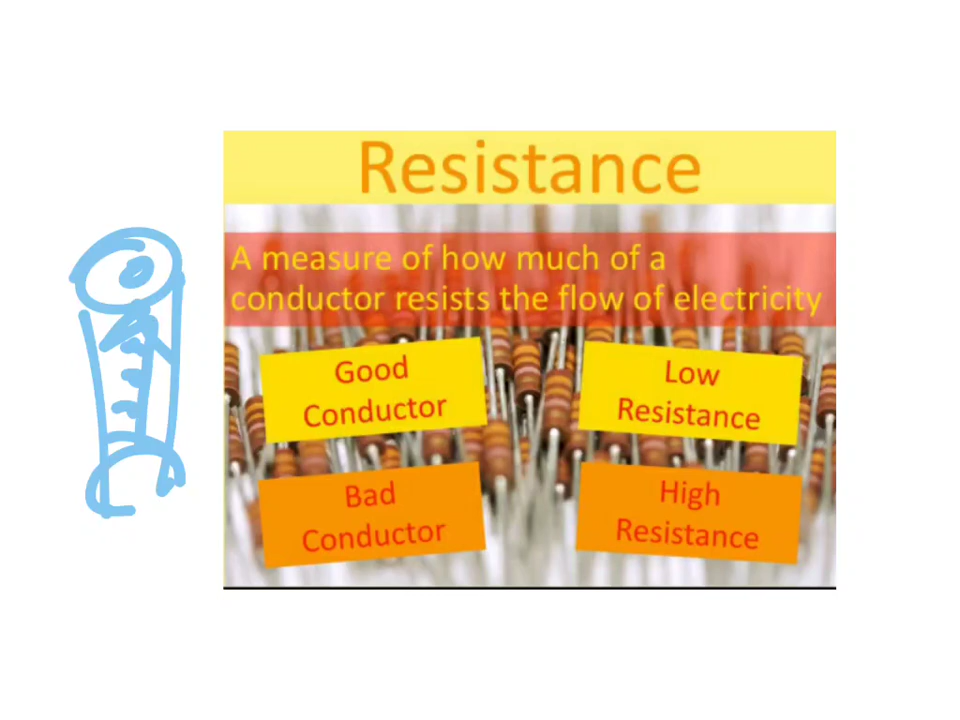 Resistance
A measure of how much of a
conductor resists the flow of electricity
Good
Conductor
Low
Resistance
Bad
Conductor
High
Resistance